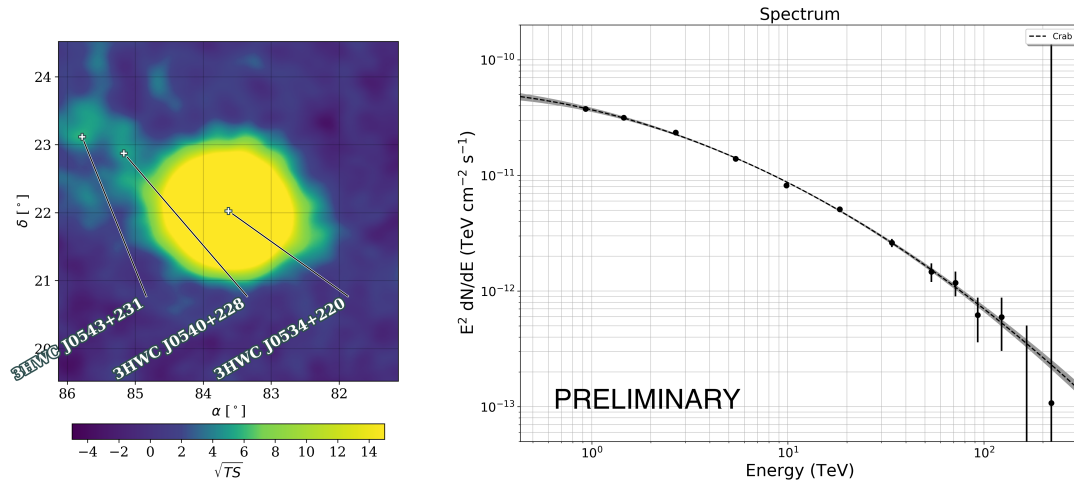 24
23
22
21
20
δ [°]
3HWC J0543+231
3HWC J0540+228
3HWC J0534+220
86 85 84 83 82
α [°]
−4 −2 0 2 4 6 8 10 12 14
√TS
Spectrum
Crab
10⁻¹⁰
10⁻¹¹
10⁻¹²
10⁻¹³
E² dN/dE (TeV cm⁻² s⁻¹)
PRELIMINARY
10⁰ 10¹ 10²
Energy (TeV)